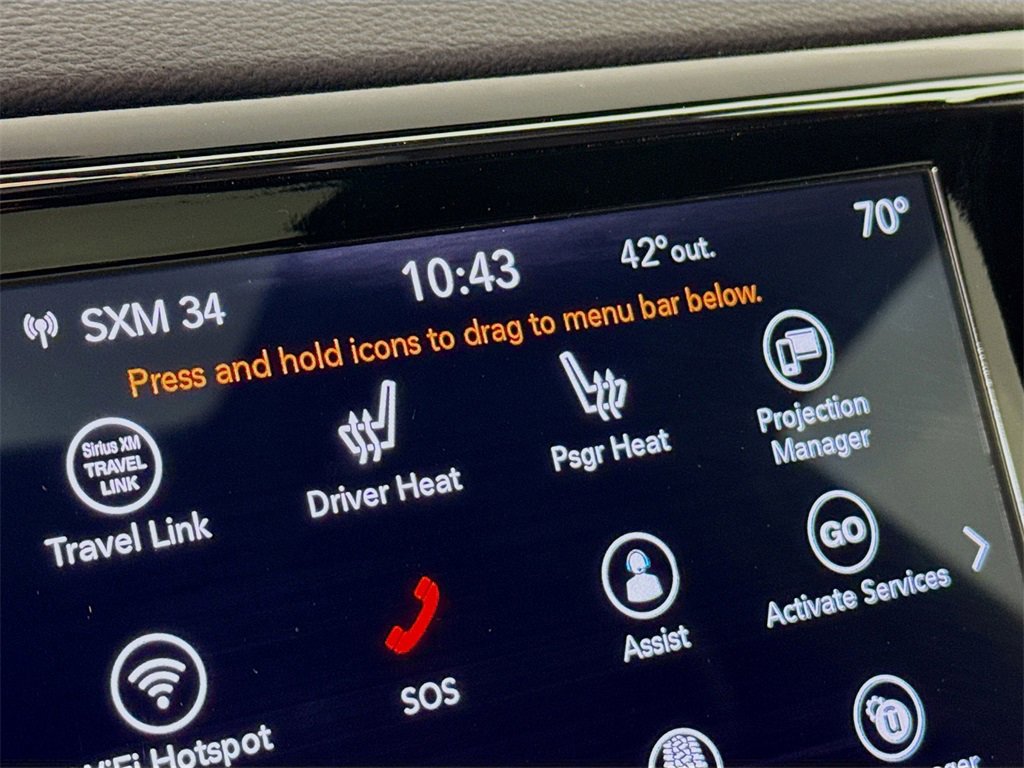 SXM 34
10:43
42° out.
70°
Press and hold icons to drag to menu bar below.
Sirius XM
TRAVEL
LINK
Travel Link
Driver Heat
Psgr Heat
Projection
Manager
SOS
Assist
GO
Activate Services
Hotspot